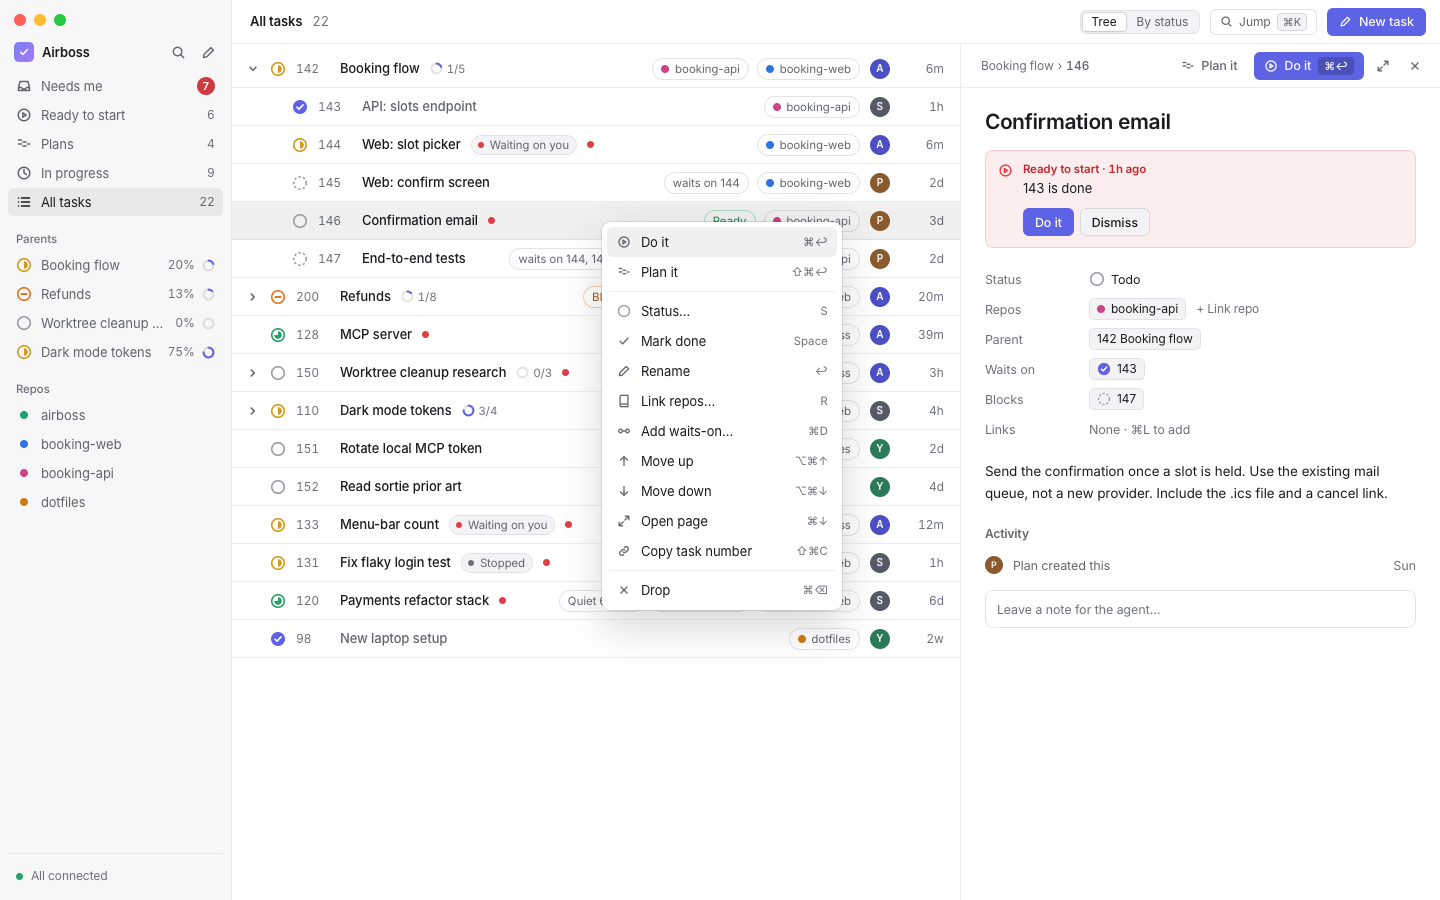 All tasks 22
Tree
By status
Jump ⌘K
New task
Airboss
Needs me 7
Ready to start 6
Plans 4
In progress 9
All tasks 22
Parents
Booking flow 20%
Refunds 13%
Worktree cleanup ... 0%
Dark mode tokens 75%
Repos
airboss
booking-web
booking-api
dotfiles
All connected
142 Booking flow 1/5 booking-api booking-web A 6m
143 API: slots endpoint booking-api S 1h
144 Web: slot picker Waiting on you booking-web A 6m
145 Web: confirm screen waits on 144 booking-web P 2d
146 Confirmation email Ready booking-api P 3d
147 End-to-end tests waits on 144, 14 P 2d
200 Refunds 1/8 A 20m
128 MCP server A 39m
150 Worktree cleanup research 0/3 A 3h
110 Dark mode tokens 3/4 S 4h
151 Rotate local MCP token Y 2d
152 Read sortie prior art Y 4d
133 Menu-bar count Waiting on you A 12m
131 Fix flaky login test Stopped S 1h
120 Payments refactor stack Quiet S 6d
98 New laptop setup dotfiles Y 2w
Do it ⌘↩
Plan it ⇧⌘↩
Status... S
Mark done Space
Rename ↩
Link repos... R
Add waits-on... ⌘D
Move up ⌥⌘↑
Move down ⌥⌘↓
Open page ⌘↓
Copy task number ⇧⌘C
Drop ⌘⌫
Booking flow › 146
Plan it
Do it ⌘↩
Confirmation email
Ready to start · 1h ago
143 is done
Do it
Dismiss
Status Todo
Repos booking-api + Link repo
Parent 142 Booking flow
Waits on 143
Blocks 147
Links None · ⌘L to add
Send the confirmation once a slot is held. Use the existing mail
queue, not a new provider. Include the .ics file and a cancel link.
Activity
P Plan created this Sun
Leave a note for the agent...